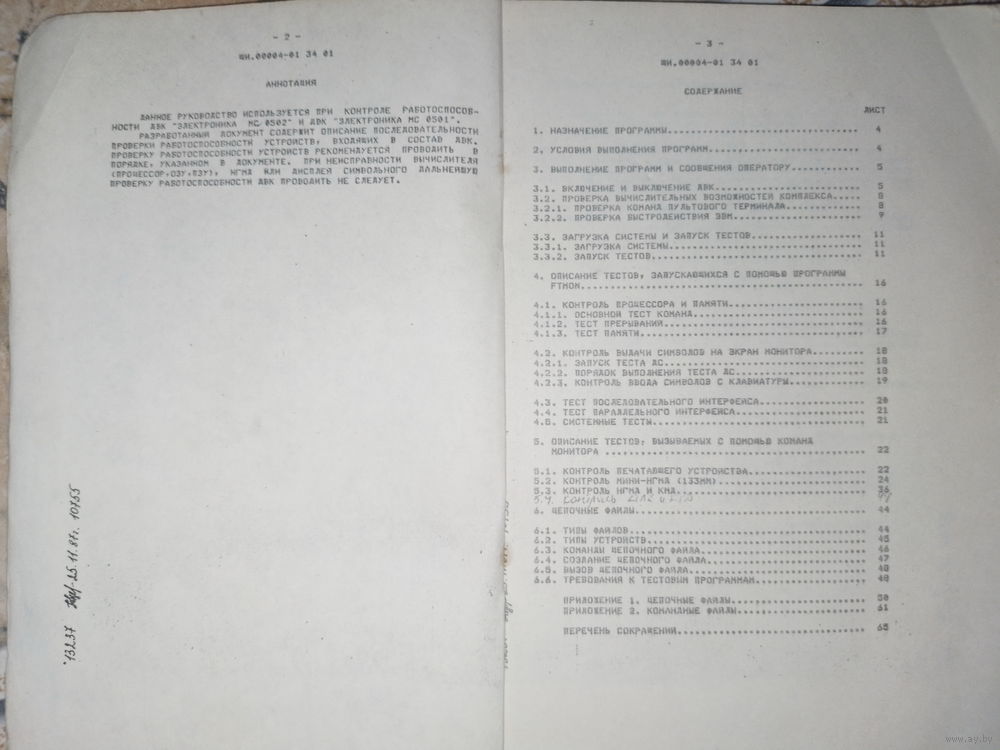 - 2 -
ЩИ.00004-01 34 01
АННОТАЦИЯ
ДАННОЕ РУКОВОДСТВО ИСПОЛЬЗУЕТСЯ ПРИ КОНТРОЛЕ РАБОТОСПОСОБ-
НОСТИ ДВК "ЭЛЕКТРОНИКА МС 0502" И ДВК "ЭЛЕКТРОНИКА МС 0501".
РАЗРАБОТАННЫЙ ДОКУМЕНТ СОДЕРЖИТ ОПИСАНИЕ ПОСЛЕДОВАТЕЛЬНОСТИ
ПРОВЕРКИ РАБОТОСПОСОБНОСТИ УСТРОЙСТВ, ВХОДЯЩИХ В СОСТАВ ДВК.
ПРОВЕРКУ РАБОТОСПОСОБНОСТИ УСТРОЙСТВ РЕКОМЕНДУЕТСЯ ПРОВОДИТЬ В
ПОРЯДКЕ, УКАЗАННОМ В ДОКУМЕНТЕ. ПРИ НЕИСПРАВНОСТИ ВЫЧИСЛИТЕЛЯ
(ПРОЦЕССОР,ОЗУ,ПЗУ), НГМД ИЛИ ДИСПЛЕЯ СИМВОЛЬНОГО ДАЛЬНЕЙШУЮ
ПРОВЕРКУ РАБОТОСПОСОБНОСТИ ДВК ПРОВОДИТЬ НЕ СЛЕДУЕТ.
13237 25.11.87г. 10755
- 3 -
ЩИ.00004-01 34 01
СОДЕРЖАНИЕ
ЛИСТ
1. НАЗНАЧЕНИЕ ПРОГРАММЫ.......................... 4
2. УСЛОВИЯ ВЫПОЛНЕНИЯ ПРОГРАММ.................... 4
3. ВЫПОЛНЕНИЕ ПРОГРАММ И СООБЩЕНИЯ ОПЕРАТОРУ...... 5
3.1. ВКЛЮЧЕНИЕ И ВЫКЛЮЧЕНИЕ ДВК................... 5
3.2. ПРОВЕРКА ВЫЧИСЛИТЕЛЬНЫХ ВОЗМОЖНОСТЕЙ КОМПЛЕКСА..... 8
3.2.1. ПРОВЕРКА КОМАНД ПУЛЬТОВОГО ТЕРМИНАЛА........ 8
3.2.2. ПРОВЕРКА БЫСТРОДЕЙСТВИЯ ЭВМ................. 9
3.3. ЗАГРУЗКА СИСТЕМЫ И ЗАПУСК ТЕСТОВ.............. 11
3.3.1. ЗАГРУЗКА СИСТЕМЫ............................ 11
3.3.2. ЗАПУСК ТЕСТОВ............................... 11
4. ОПИСАНИЕ ТЕСТОВ, ЗАПУСКАЮЩИХСЯ С ПОМОЩЬЮ ПРОГРАММЫ
FTMON............................................. 16
4.1. КОНТРОЛЬ ПРОЦЕССОРА И ПАМЯТИ.................. 16
4.1.1. ОСНОВНОЙ ТЕСТ КОМАНД........................ 16
4.1.2. ТЕСТ ПРЕРЫВАНИЙ............................. 16
4.1.3. ТЕСТ ПАМЯТИ................................. 17
4.2. КОНТРОЛЬ ВЫДАЧИ СИМВОЛОВ НА ЭКРАН МОНИТОРА......... 18
4.2.1. ЗАПУСК ТЕСТА ДС............................. 18
4.2.2. ПОРЯДОК ВЫПОЛНЕНИЯ ТЕСТА ДС................. 18
4.2.3. КОНТРОЛЬ ВВОДА СИМВОЛОВ С КЛАВИАТУРЫ........ 19
4.3. ТЕСТ ПОСЛЕДОВАТЕЛЬНОГО ИНТЕРФЕЙСА............. 20
4.4. ТЕСТ ПАРАЛЛЕЛЬНОГО ИНТЕРФЕЙСА................. 21
4.5. СИСТЕМНЫЕ ТЕСТЫ............................... 21
5. ОПИСАНИЕ ТЕСТОВ, ВЫЗЫВАЕМЫХ С ПОМОЩЬЮ КОМАНД
МОНИТОРА ......................................... 22
5.1. КОНТРОЛЬ ПЕЧАТАЮЩЕГО УСТРОЙСТВА............... 22
5.2. КОНТРОЛЬ МИНИ-НГМД (133ММ).................... 24
5.3. КОНТРОЛЬ НГМД И КМД........................... 36
5.4. Контроль
6. ЦЕПОЧНЫЕ ФАЙЛЫ.................................. 44
6.1. ТИПЫ ФАЙЛОВ................................... 44
6.2. ТИПЫ УСТРОЙСТВ................................ 45
6.3. КОМАНДЫ ЦЕПОЧНОГО ФАЙЛА....................... 46
6.4. СОЗДАНИЕ ЦЕПОЧНОГО ФАЙЛА...................... 47
6.5. ВЫЗОВ ЦЕПОЧНОГО ФАЙЛА......................... 48
6.6. ТРЕБОВАНИЯ К ТЕСТОВЫМ ПРОГРАММАМ.............. 48
ПРИЛОЖЕНИЕ 1. ЦЕПОЧНЫЕ ФАЙЛЫ...................... 50
ПРИЛОЖЕНИЕ 2. КОМАНДНЫЕ ФАЙЛЫ..................... 61
ПЕРЕЧЕНЬ СОКРАЩЕНИЙ............................... 65
www.ay.by